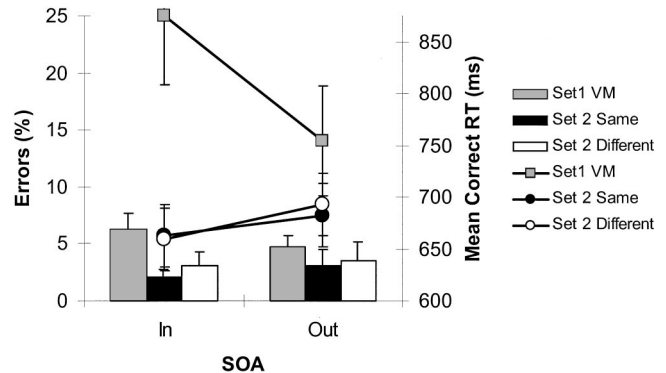 25
20
15
10
5
0
Errors (%)
850
800
750
700
650
600
Mean Correct RT (ms)
In
Out
SOA
Set1 VM
Set 2 Same
Set 2 Different
Set1 VM
Set 2 Same
Set 2 Different